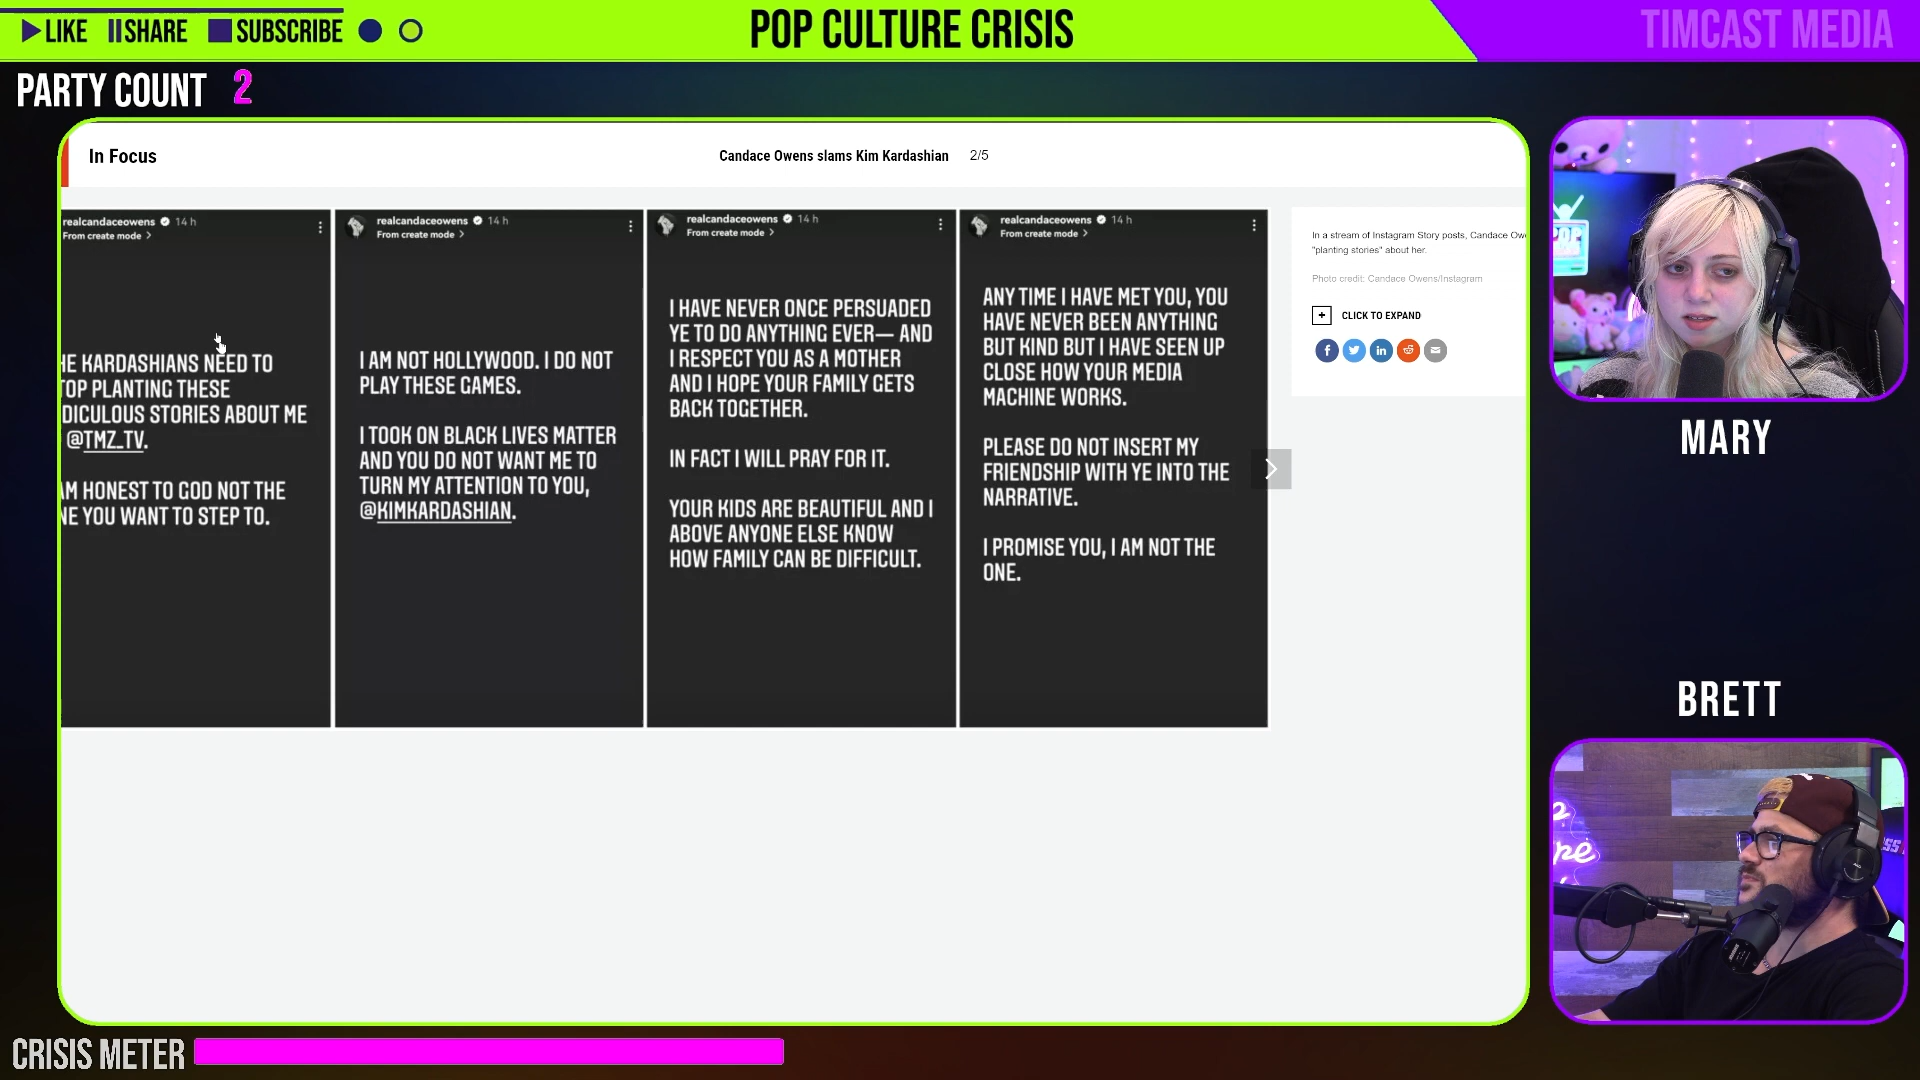 LIKE SHARE SUBSCRIBE
POP CULTURE CRISIS
TIMCAST MEDIA
PARTY COUNT 2
In Focus
Candace Owens slams Kim Kardashian 2/5
realcandaceowens 14 h
From create mode >
KARDASHIANS NEED TO
PLANTING THESE
STORIES ABOUT ME
@TMZ_TV.
HONEST TO GOD NOT THE
YOU WANT TO STEP TO.
realcandaceowens 14 h
From create mode >
I AM NOT HOLLYWOOD. I DO NOT
PLAY THESE GAMES.
I TOOK ON BLACK LIVES MATTER
AND YOU DO NOT WANT ME TO
TURN MY ATTENTION TO YOU,
@KIMKARDASHIAN.
realcandaceowens 14 h
From create mode >
I HAVE NEVER ONCE PERSUADED
YE TO DO ANYTHING EVER— AND
I RESPECT YOU AS A MOTHER
AND I HOPE YOUR FAMILY GETS
BACK TOGETHER.
IN FACT I WILL PRAY FOR IT.
YOUR KIDS ARE BEAUTIFUL AND I
ABOVE ANYONE ELSE KNOW
HOW FAMILY CAN BE DIFFICULT.
realcandaceowens 14 h
From create mode >
ANY TIME I HAVE MET YOU, YOU
HAVE NEVER BEEN ANYTHING
BUT KIND BUT I HAVE SEEN UP
CLOSE HOW YOUR MEDIA
MACHINE WORKS.
PLEASE DO NOT INSERT MY
FRIENDSHIP WITH YE INTO THE
NARRATIVE.
I PROMISE YOU, I AM NOT THE
ONE.
In a stream of Instagram Story posts, Candace
"planting stories" about her.
Photo credit: Candace Owens/Instagram
+ CLICK TO EXPAND
MARY
BRETT
CRISIS METER